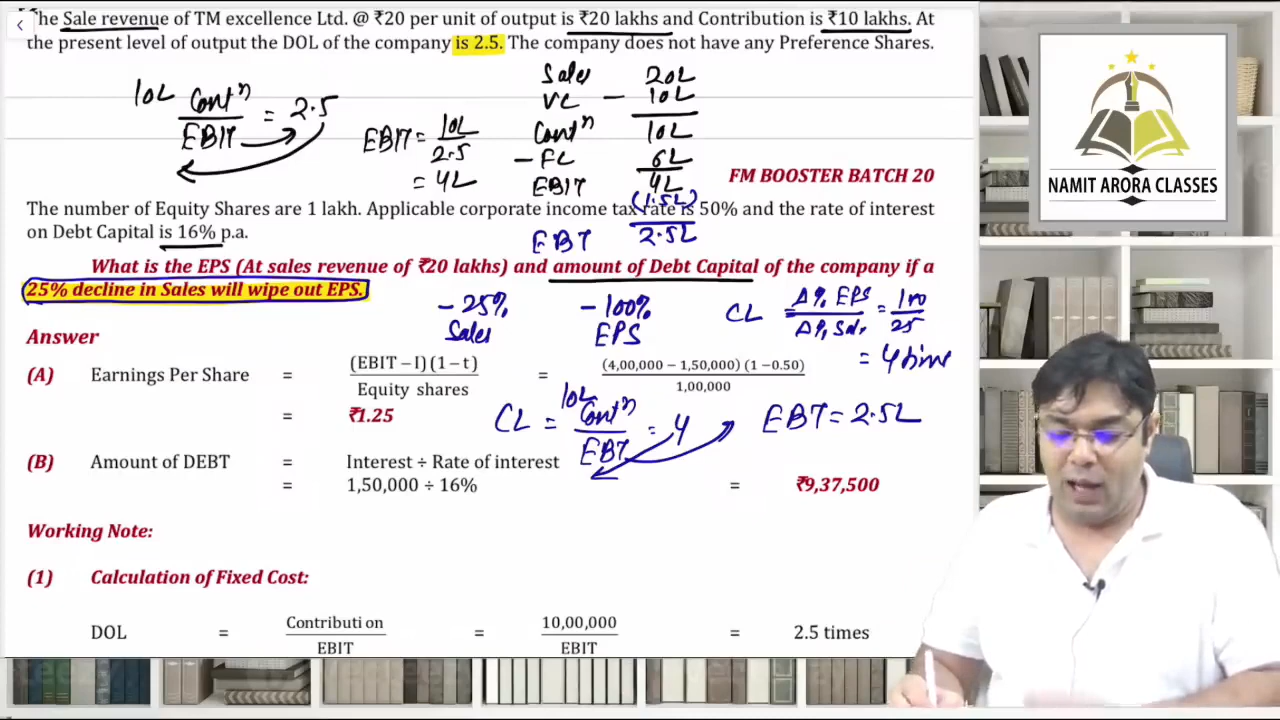 The Sale revenue of TM excellence Ltd. @ ₹20 per unit of output is ₹20 lakhs and Contribution is ₹10 lakhs. At
the present level of output the DOL of the company is 2.5. The company does not have any Preference Shares.
10L Contⁿ / EBIT = 2.5
EBIT = 10L / 2.5
= 4L
Sales 20L
VC - 10L
Contⁿ 10L
- FC 6L
EBIT 4L
(1.5L)
EBT 2.5L
FM BOOSTER BATCH 20
NAMIT ARORA CLASSES
The number of Equity Shares are 1 lakh. Applicable corporate income tax rate is 50% and the rate of interest
on Debt Capital is 16% p.a.
What is the EPS (At sales revenue of ₹20 lakhs) and amount of Debt Capital of the company if a
25% decline in Sales will wipe out EPS.
-25% Sales
-100% EPS
CL = Δ% EPS / Δ% Sales = 100 / 25
= 4 time
Answer
(A) Earnings Per Share = (EBIT – I) (1 – t) / Equity shares = (4,00,000 – 1,50,000) (1 – 0.50) / 1,00,000
= ₹1.25
CL = 10L Contⁿ / EBT = 4
EBT = 2.5L
(B) Amount of DEBT = Interest ÷ Rate of interest
= 1,50,000 ÷ 16% = ₹9,37,500
Working Note:
(1) Calculation of Fixed Cost:
DOL = Contributi on / EBIT = 10,00,000 / EBIT = 2.5 times